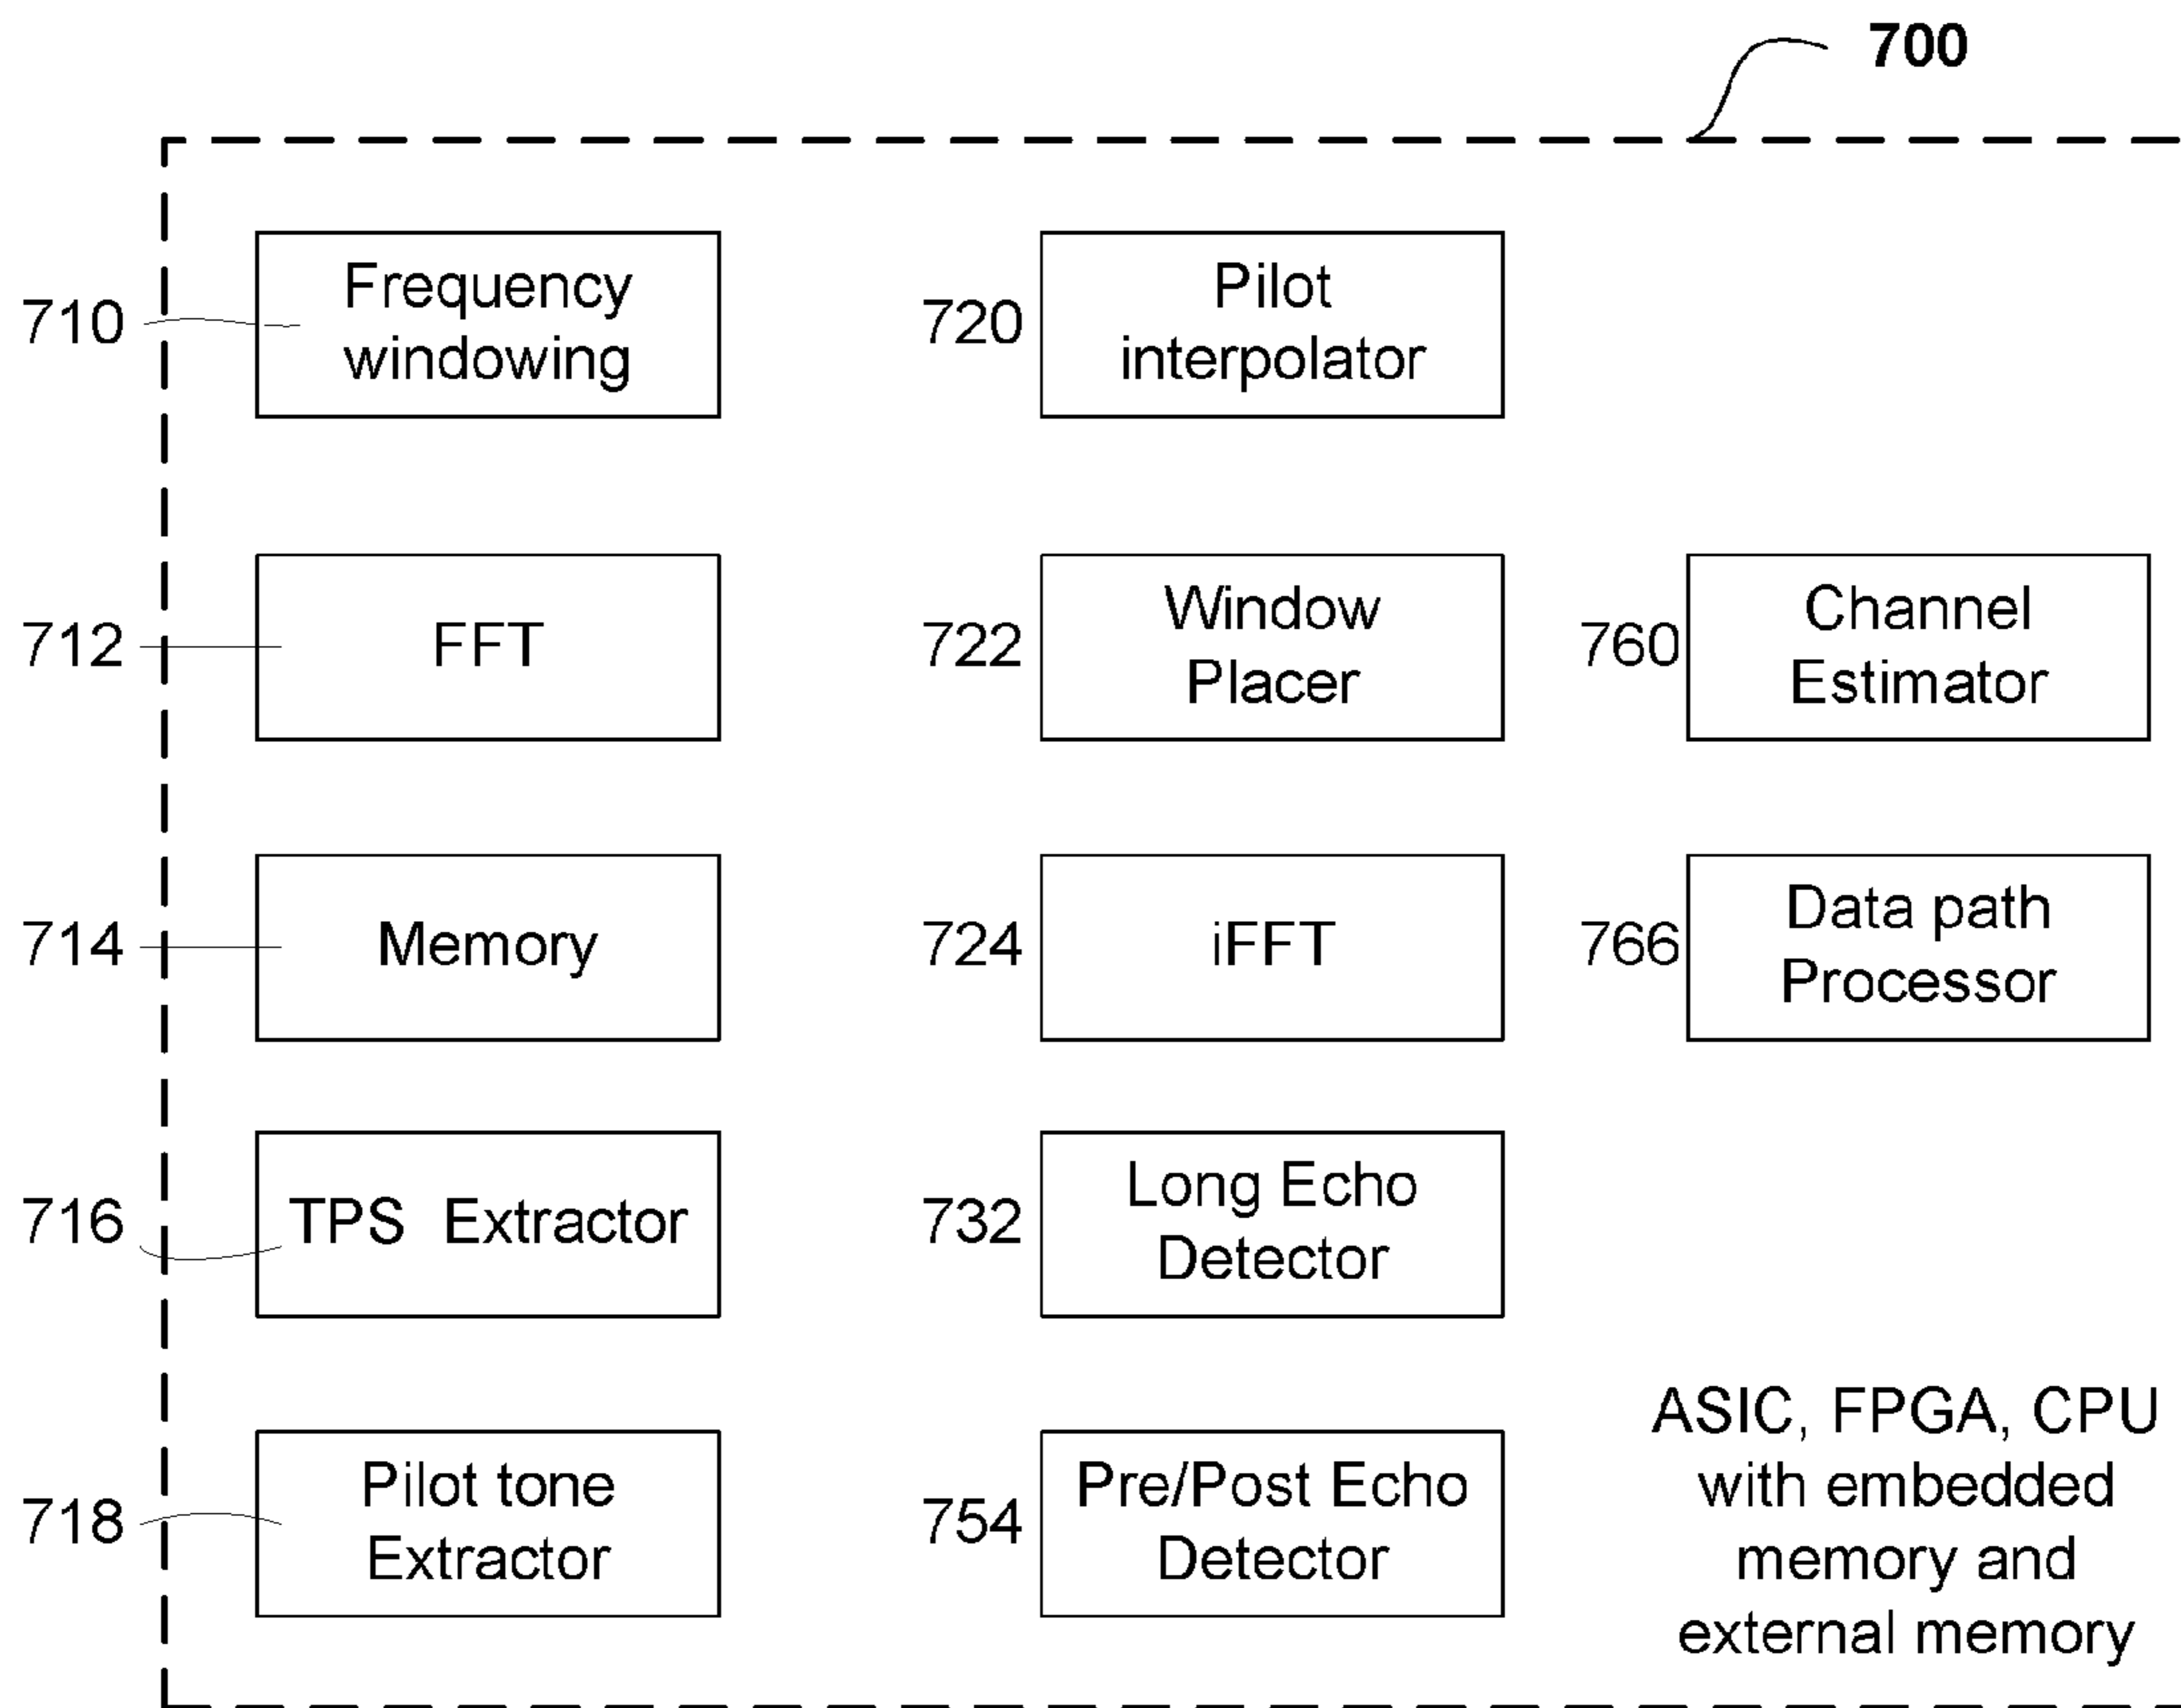 700
710
Frequency
windowing
720
Pilot
interpolator
712
FFT
722
Window
Placer
760
Channel
Estimator
714
Memory
724
iFFT
766
Data path
Processor
716
TPS Extractor
732
Long Echo
Detector
718
Pilot tone
Extractor
754
Pre/Post Echo
Detector
ASIC, FPGA, CPU
with embedded
memory and
external memory